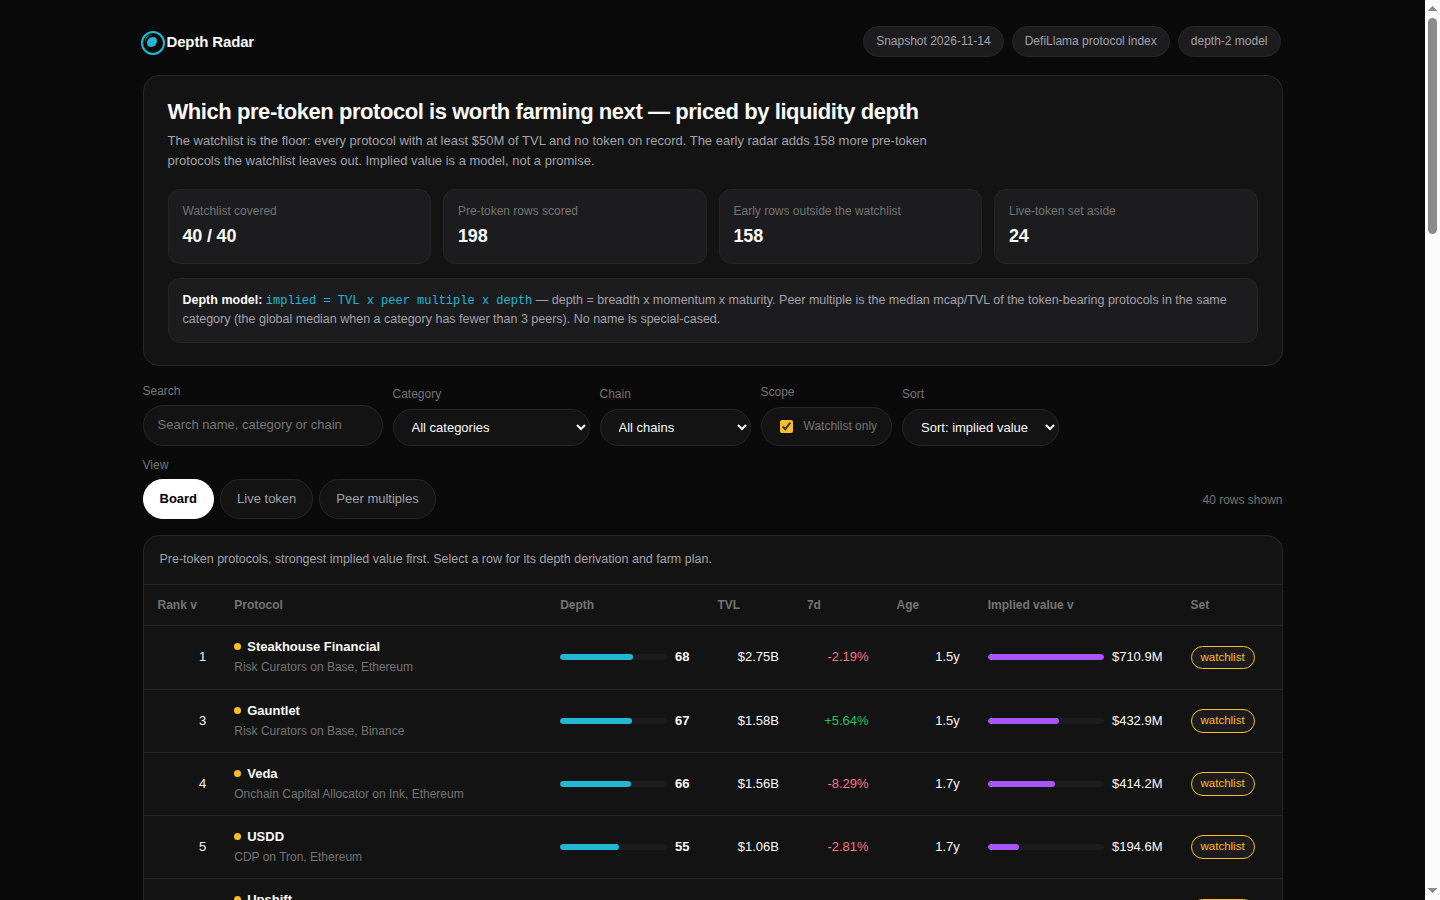 Depth Radar
Snapshot 2026-11-14
DefiLlama protocol index
depth-2 model
Which pre-token protocol is worth farming next — priced by liquidity depth
The watchlist is the floor: every protocol with at least $50M of TVL and no token on record. The early radar adds 158 more pre-token
protocols the watchlist leaves out. Implied value is a model, not a promise.
Watchlist covered
40 / 40
Pre-token rows scored
198
Early rows outside the watchlist
158
Live-token set aside
24
Depth model: implied = TVL x peer multiple x depth — depth = breadth x momentum x maturity. Peer multiple is the median mcap/TVL of the token-bearing protocols in the same
category (the global median when a category has fewer than 3 peers). No name is special-cased.
Search
Search name, category or chain
Category
All categories
Chain
All chains
Scope
Watchlist only
Sort
Sort: implied value
View
Board
Live token
Peer multiples
40 rows shown
Pre-token protocols, strongest implied value first. Select a row for its depth derivation and farm plan.
Rank v Protocol Depth TVL 7d Age Implied value v Set
1 Steakhouse Financial 68 $2.75B -2.19% 1.5y $710.9M watchlist
Risk Curators on Base, Ethereum
3 Gauntlet 67 $1.58B +5.64% 1.5y $432.9M watchlist
Risk Curators on Base, Binance
4 Veda 66 $1.56B -8.29% 1.7y $414.2M watchlist
Onchain Capital Allocator on Ink, Ethereum
5 USDD 55 $1.06B -2.81% 1.7y $194.6M watchlist
CDP on Tron, Ethereum
Upshift